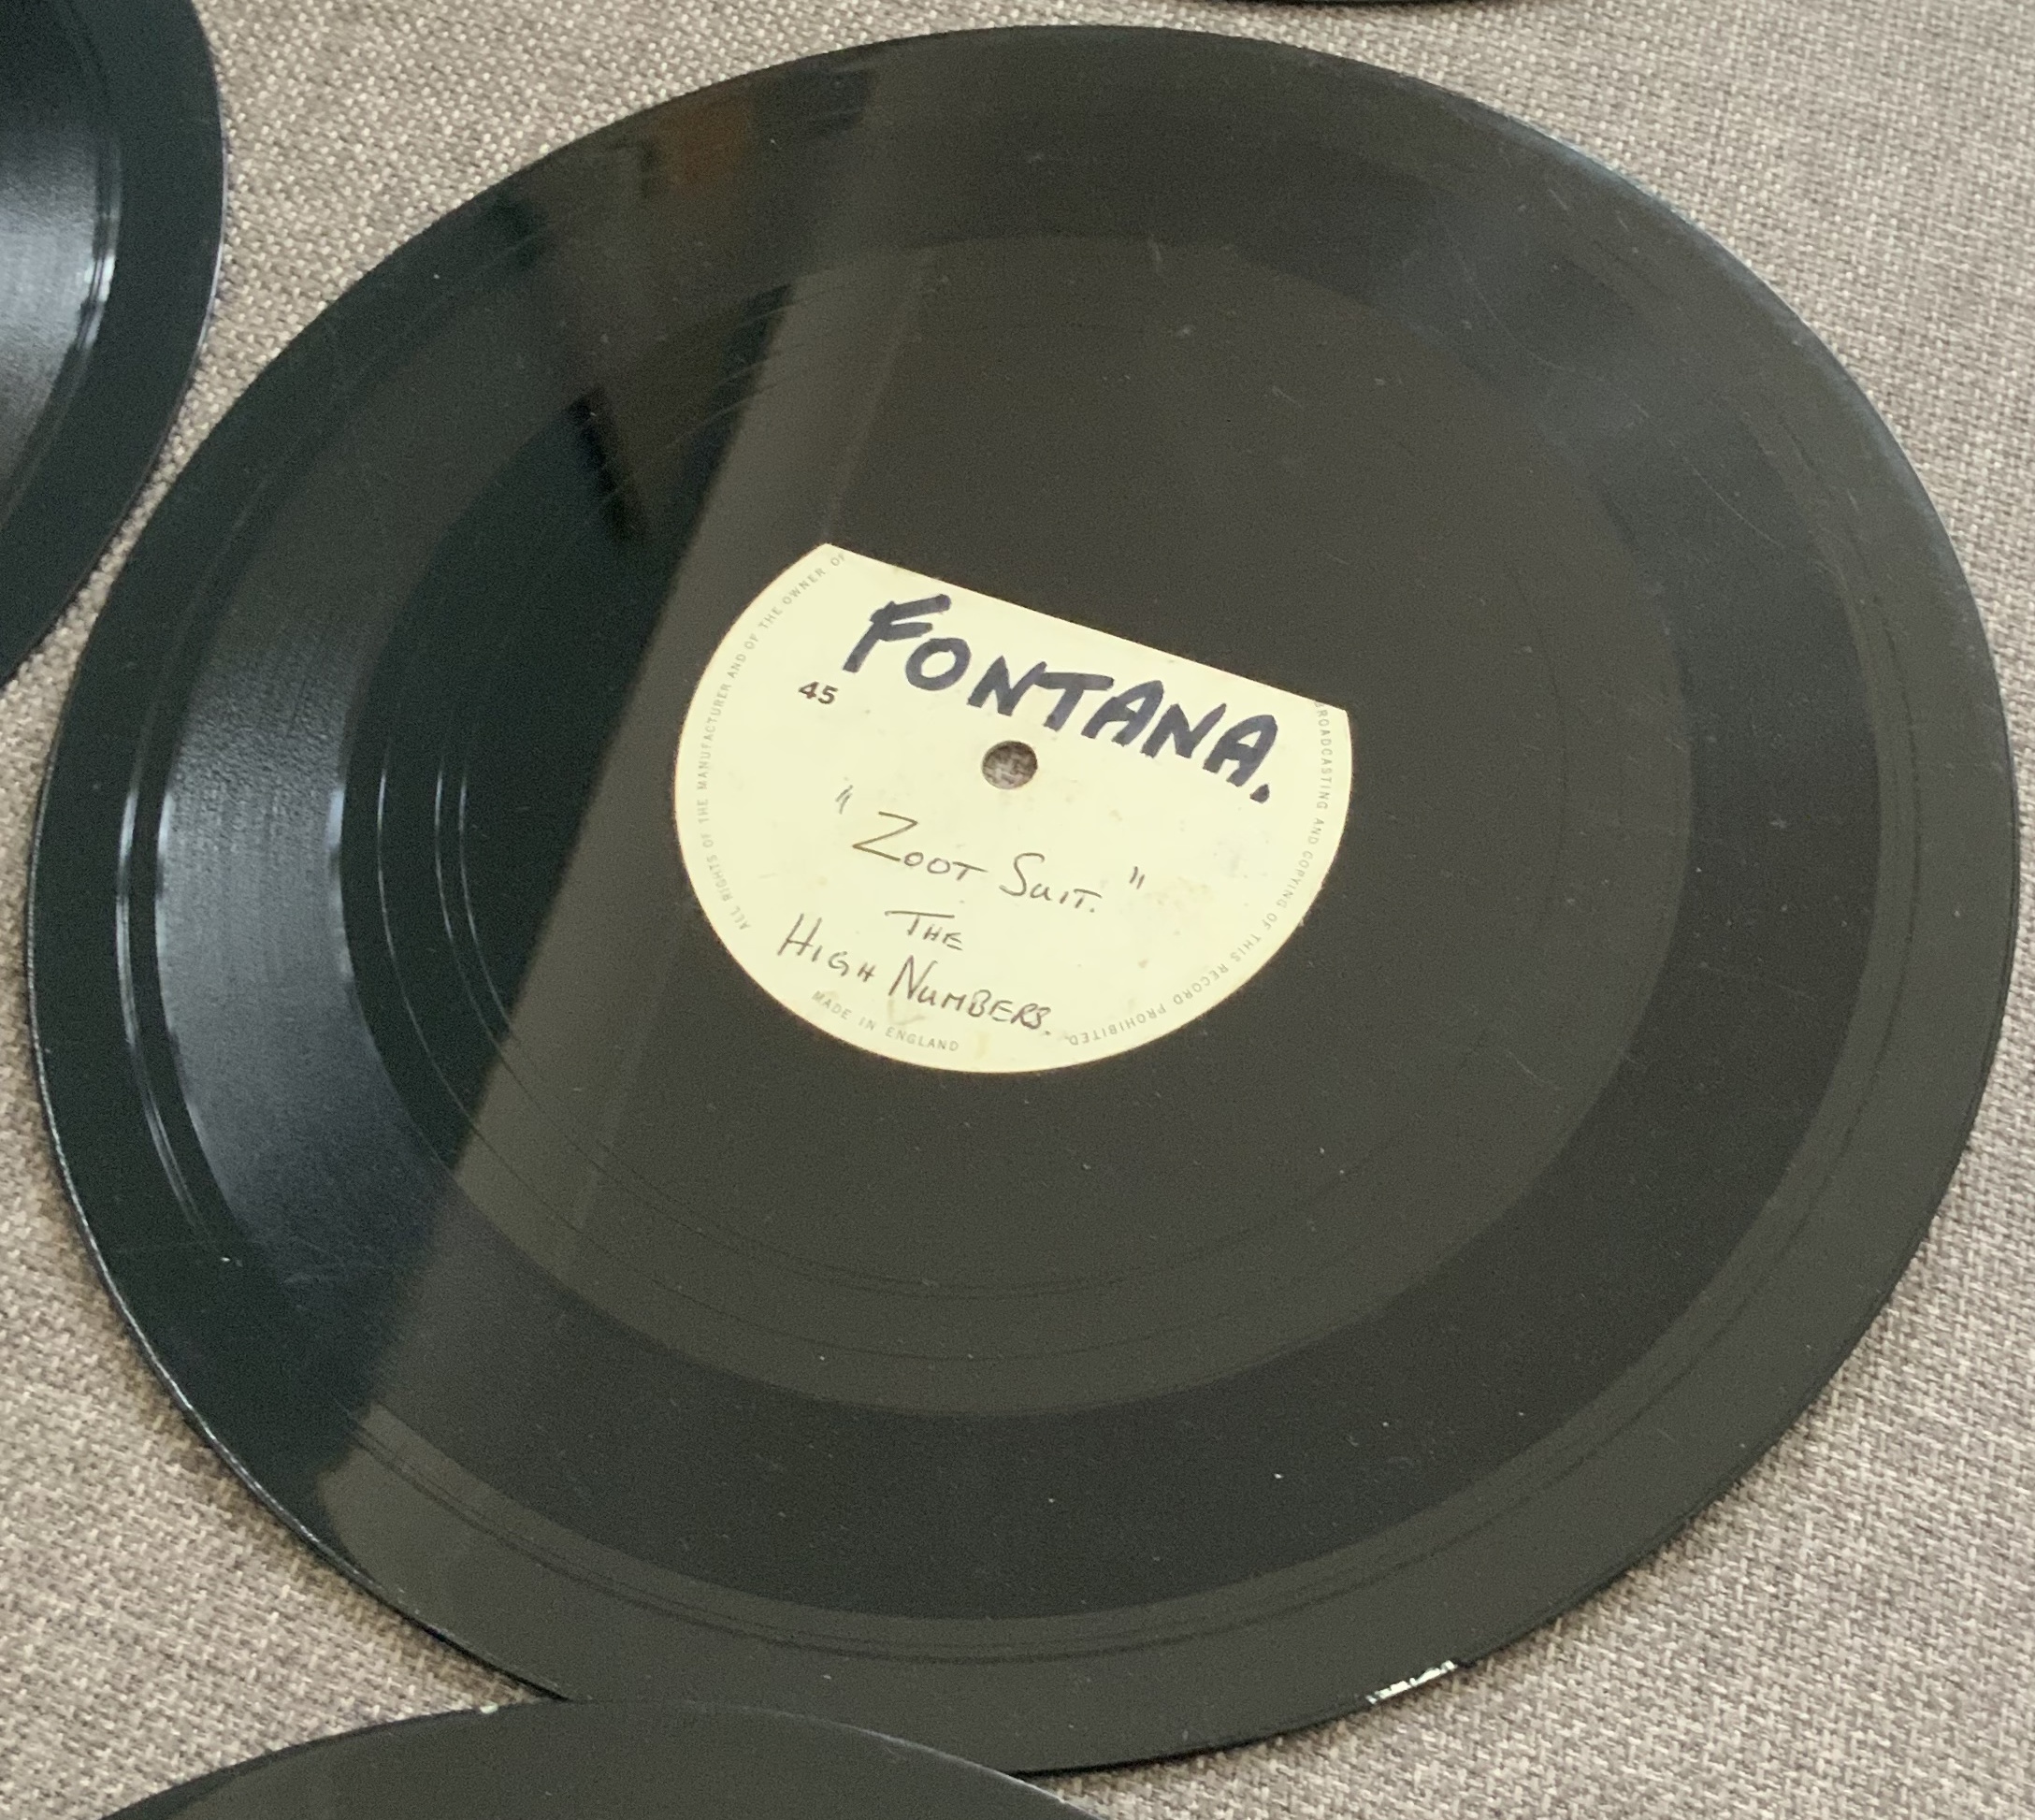 FONTANA.
45
"ZOOT SUIT."
THE
HIGH NUMBERS.
ALL RIGHTS OF THE MANUFACTURER AND OF THE OWNER OF
BROADCASTING AND COPYING OF THIS RECORD PROHIBITED.
MADE IN ENGLAND